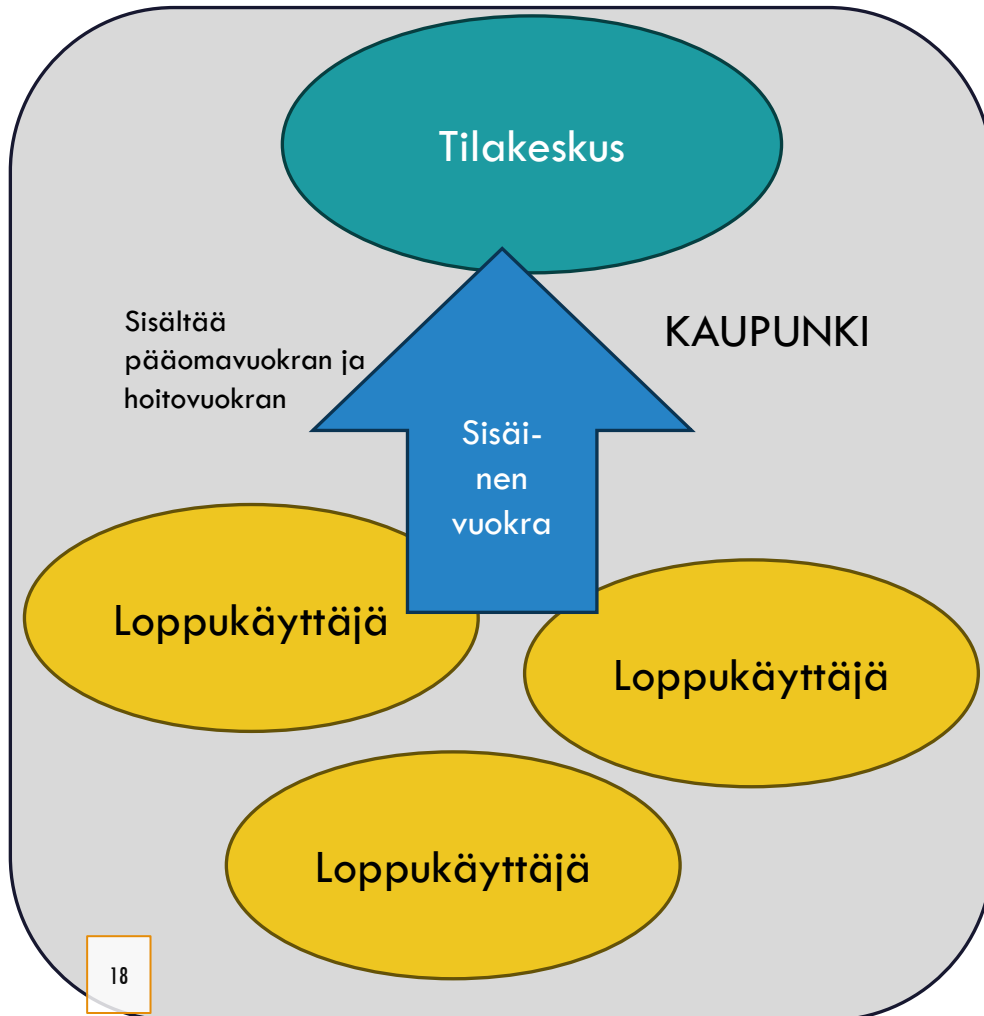 Tilakeskus
Sisältää
pääomavuokran ja
hoitovuokran
KAUPUNKI
Sisäi-
nen
vuokra
Loppukäyttäjä
Loppukäyttäjä
Loppukäyttäjä
18